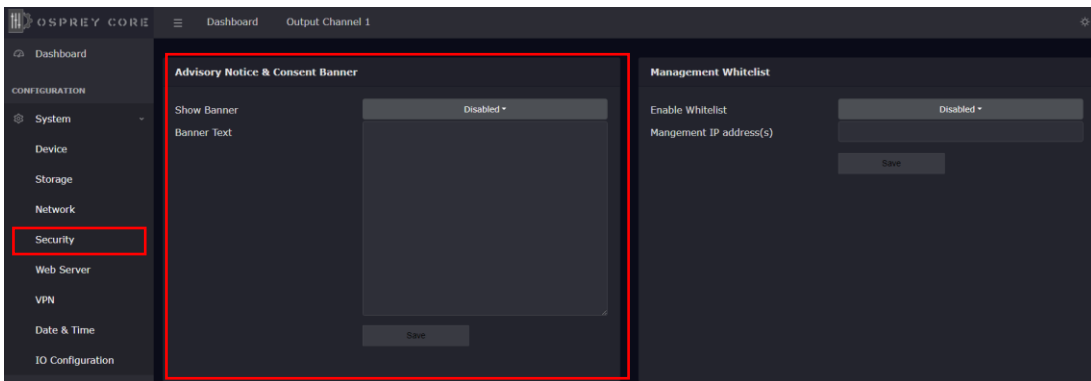 OSPREY CORE
Dashboard
Output Channel 1
Dashboard
CONFIGURATION
System
Device
Storage
Network
Security
Web Server
VPN
Date & Time
IO Configuration
Advisory Notice & Consent Banner
Show Banner
Disabled
Banner Text
Save
Management Whitelist
Enable Whitelist
Disabled
Mangement IP address(s)
Save